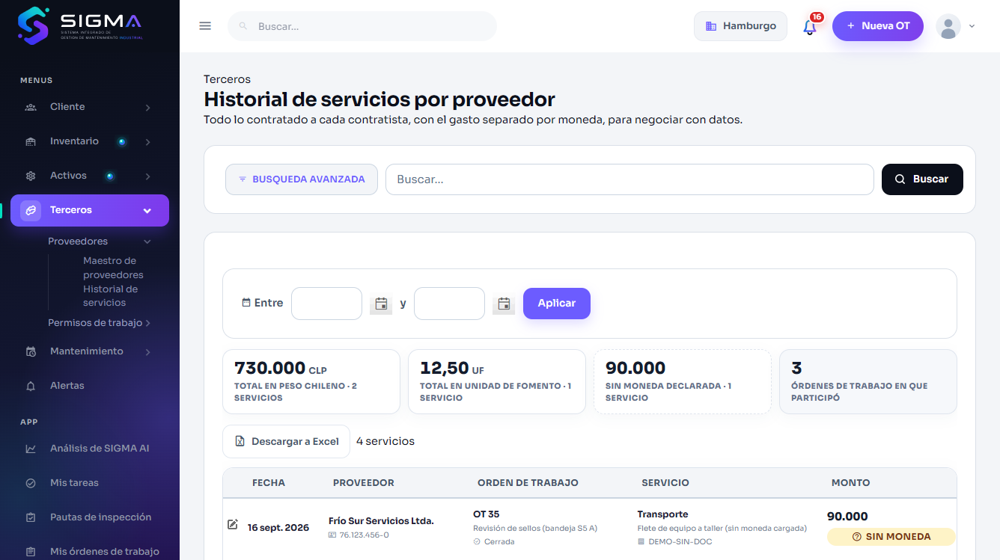 SIGMA
SISTEMA INTEGRADO DE
GESTION DE MANTENIMIENTO INDUSTRIAL
Buscar...
Hamburgo
16
+ Nueva OT
MENUS
Cliente
Inventario
Activos
Terceros
Proveedores
Maestro de
proveedores
Historial de
servicios
Permisos de trabajo
Mantenimiento
Alertas
APP
Análisis de SIGMA AI
Mis tareas
Pautas de inspección
Mis órdenes de trabajo
Terceros
Historial de servicios por proveedor
Todo lo contratado a cada contratista, con el gasto separado por moneda, para negociar con datos.
BUSQUEDA AVANZADA
Buscar...
Buscar
Entre
y
Aplicar
730.000 CLP
TOTAL EN PESO CHILENO · 2
SERVICIOS
12,50 UF
TOTAL EN UNIDAD DE FOMENTO · 1
SERVICIO
90.000
SIN MONEDA DECLARADA · 1
SERVICIO
3
ÓRDENES DE TRABAJO EN QUE
PARTICIPÓ
Descargar a Excel
4 servicios
FECHA PROVEEDOR ORDEN DE TRABAJO SERVICIO MONTO
16 sept. 2026
Frío Sur Servicios Ltda.
76.123.456-0
OT 35
Revisión de sellos (bandeja S5 A)
Cerrada
Transporte
Flete de equipo a taller (sin moneda cargada)
DEMO-SIN-DOC
90.000
SIN MONEDA